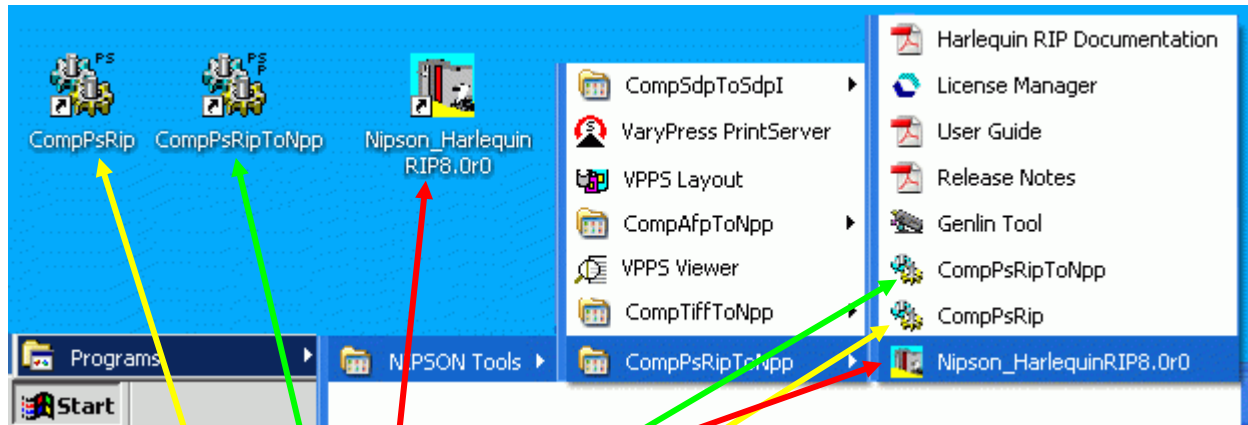 PS
PS
P
CompPsRip
CompPsRipToNpp
Nipson_Harlequin
RIP8.0r0
Programs
Start
NIPSON Tools
CompSdpToSdpI
VaryPress PrintServer
VPPS Layout
CompAfpToNpp
VPPS Viewer
CompTiffToNpp
CompPsRipToNpp
Harlequin RIP Documentation
License Manager
User Guide
Release Notes
Genlin Tool
CompPsRipToNpp
CompPsRip
Nipson_HarlequinRIP8.0r0